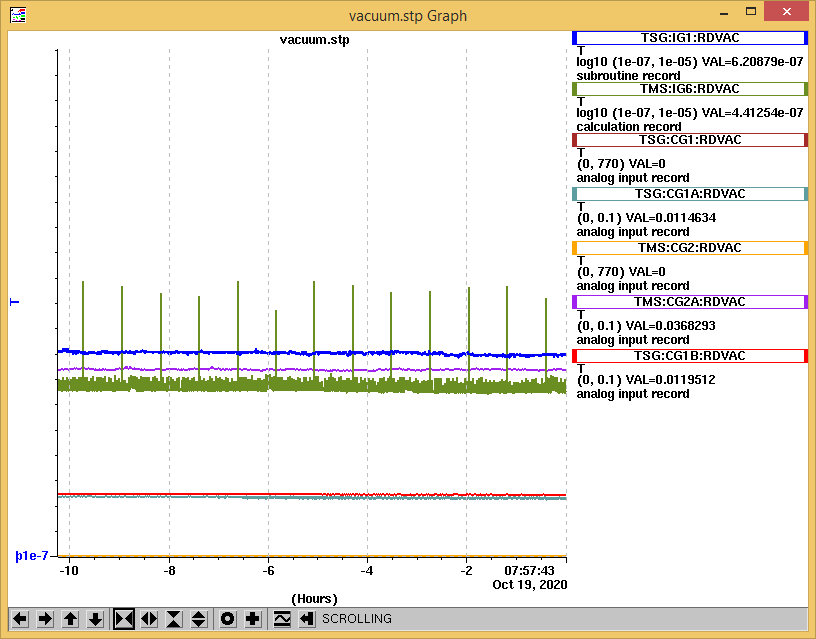 vacuum.stp Graph
vacuum.stp
TSG:IG1:RDVAC
T
log10 (1e-07, 1e-05) VAL=6.20879e-07
subroutine record
TMS:IG6:RDVAC
T
log10 (1e-07, 1e-05) VAL=4.41254e-07
calculation record
TSG:CG1:RDVAC
T
(0, 770) VAL=0
analog input record
TSG:CG1A:RDVAC
T
(0, 0.1) VAL=0.0114634
analog input record
TMS:CG2:RDVAC
T
(0, 770) VAL=0
analog input record
TMS:CG2A:RDVAC
T
(0, 0.1) VAL=0.0368293
analog input record
TSG:CG1B:RDVAC
T
(0, 0.1) VAL=0.0119512
analog input record
T
1e-7
-10 -8 -6 -4 -2 07:57:43
Oct 19, 2020
(Hours)
SCROLLING